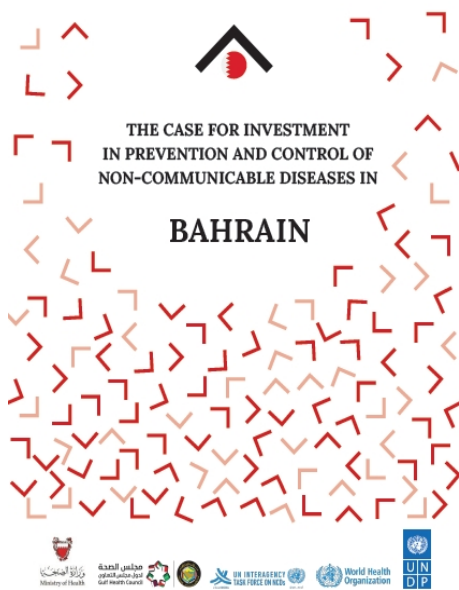 THE CASE FOR INVESTMENT
IN PREVENTION AND CONTROL OF
NON-COMMUNICABLE DISEASES IN
BAHRAIN
وزارة الصحة
Ministry of Health
مجلس الصحة
لدول مجلس التعاون
Gulf Health Council
UN INTERAGENCY
TASK FORCE ON NCDs
World Health
Organization
U N
D P